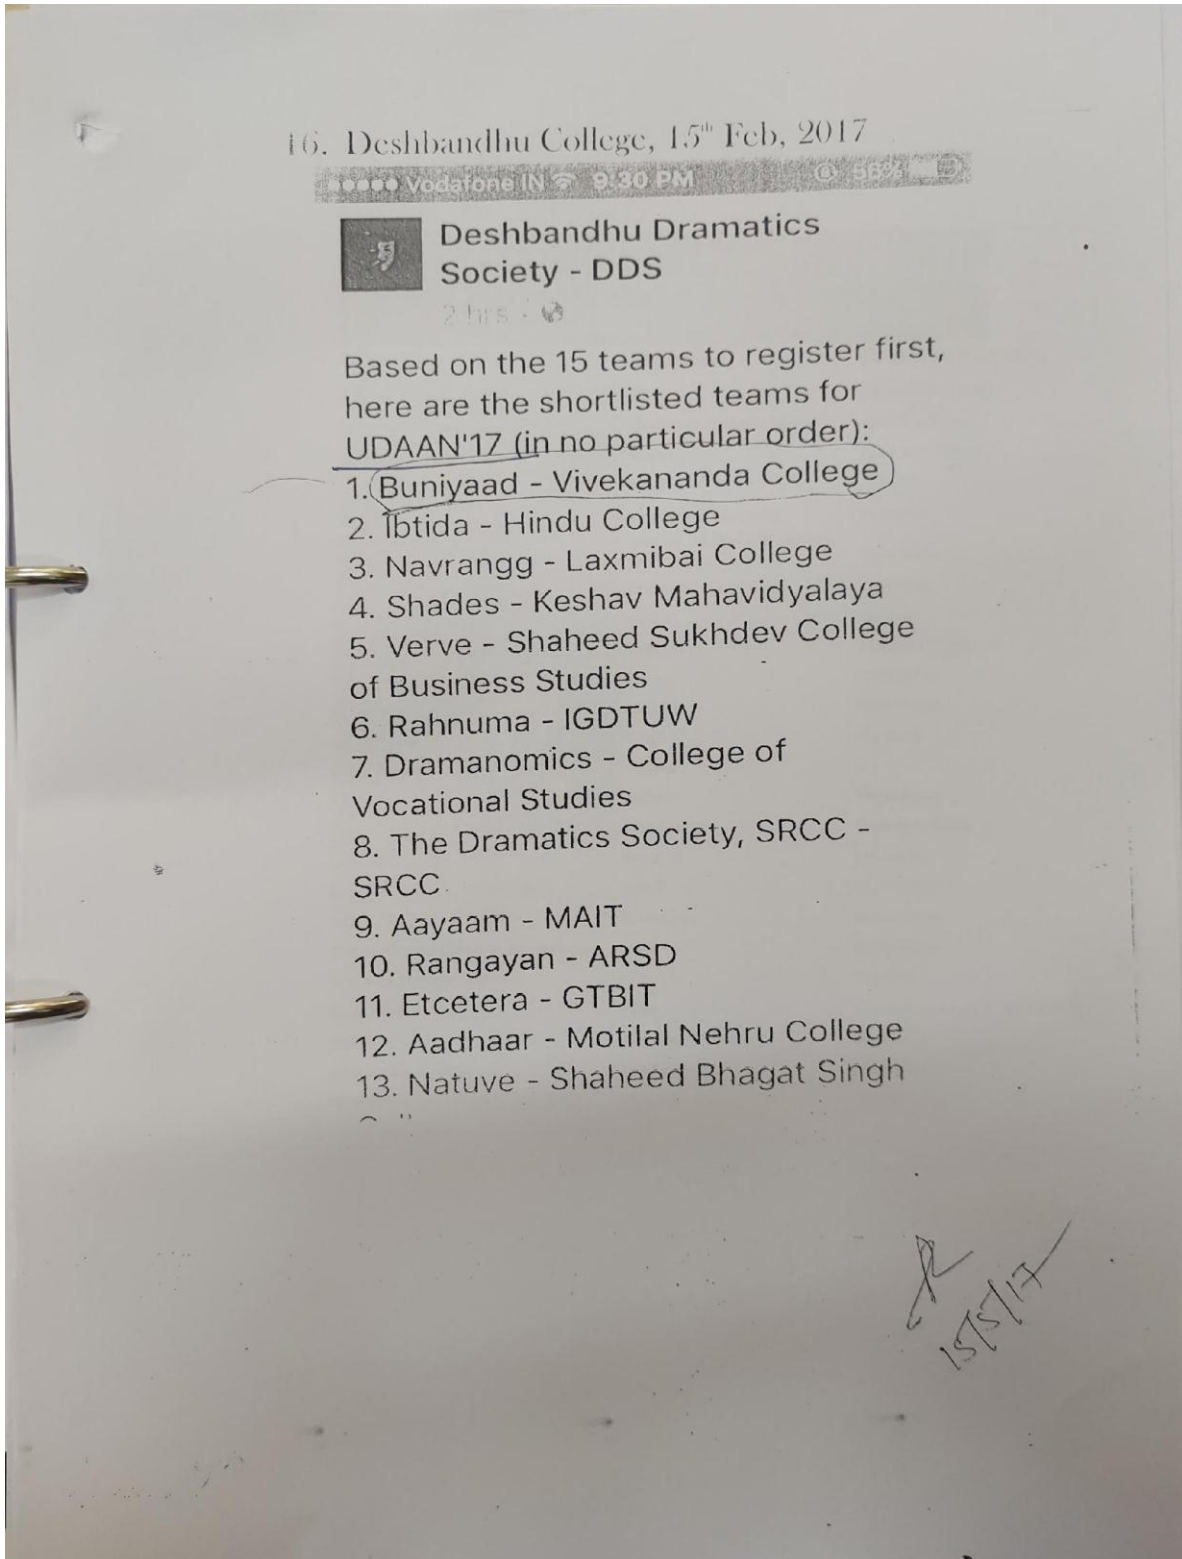 16. Deshbandhu College, 15th Feb, 2017
Vodafone IN 9:30 PM 56%
Deshbandhu Dramatics
Society - DDS
2 hrs ·
Based on the 15 teams to register first,
here are the shortlisted teams for
UDAAN'17 (in no particular order):
1. Buniyaad - Vivekananda College
2. Ibtida - Hindu College
3. Navrangg - Laxmibai College
4. Shades - Keshav Mahavidyalaya
5. Verve - Shaheed Sukhdev College
of Business Studies
6. Rahnuma - IGDTUW
7. Dramanomics - College of
Vocational Studies
8. The Dramatics Society, SRCC -
SRCC
9. Aayaam - MAIT
10. Rangayan - ARSD
11. Etcetera - GTBIT
12. Aadhaar - Motilal Nehru College
13. Natuve - Shaheed Bhagat Singh
15/5/17